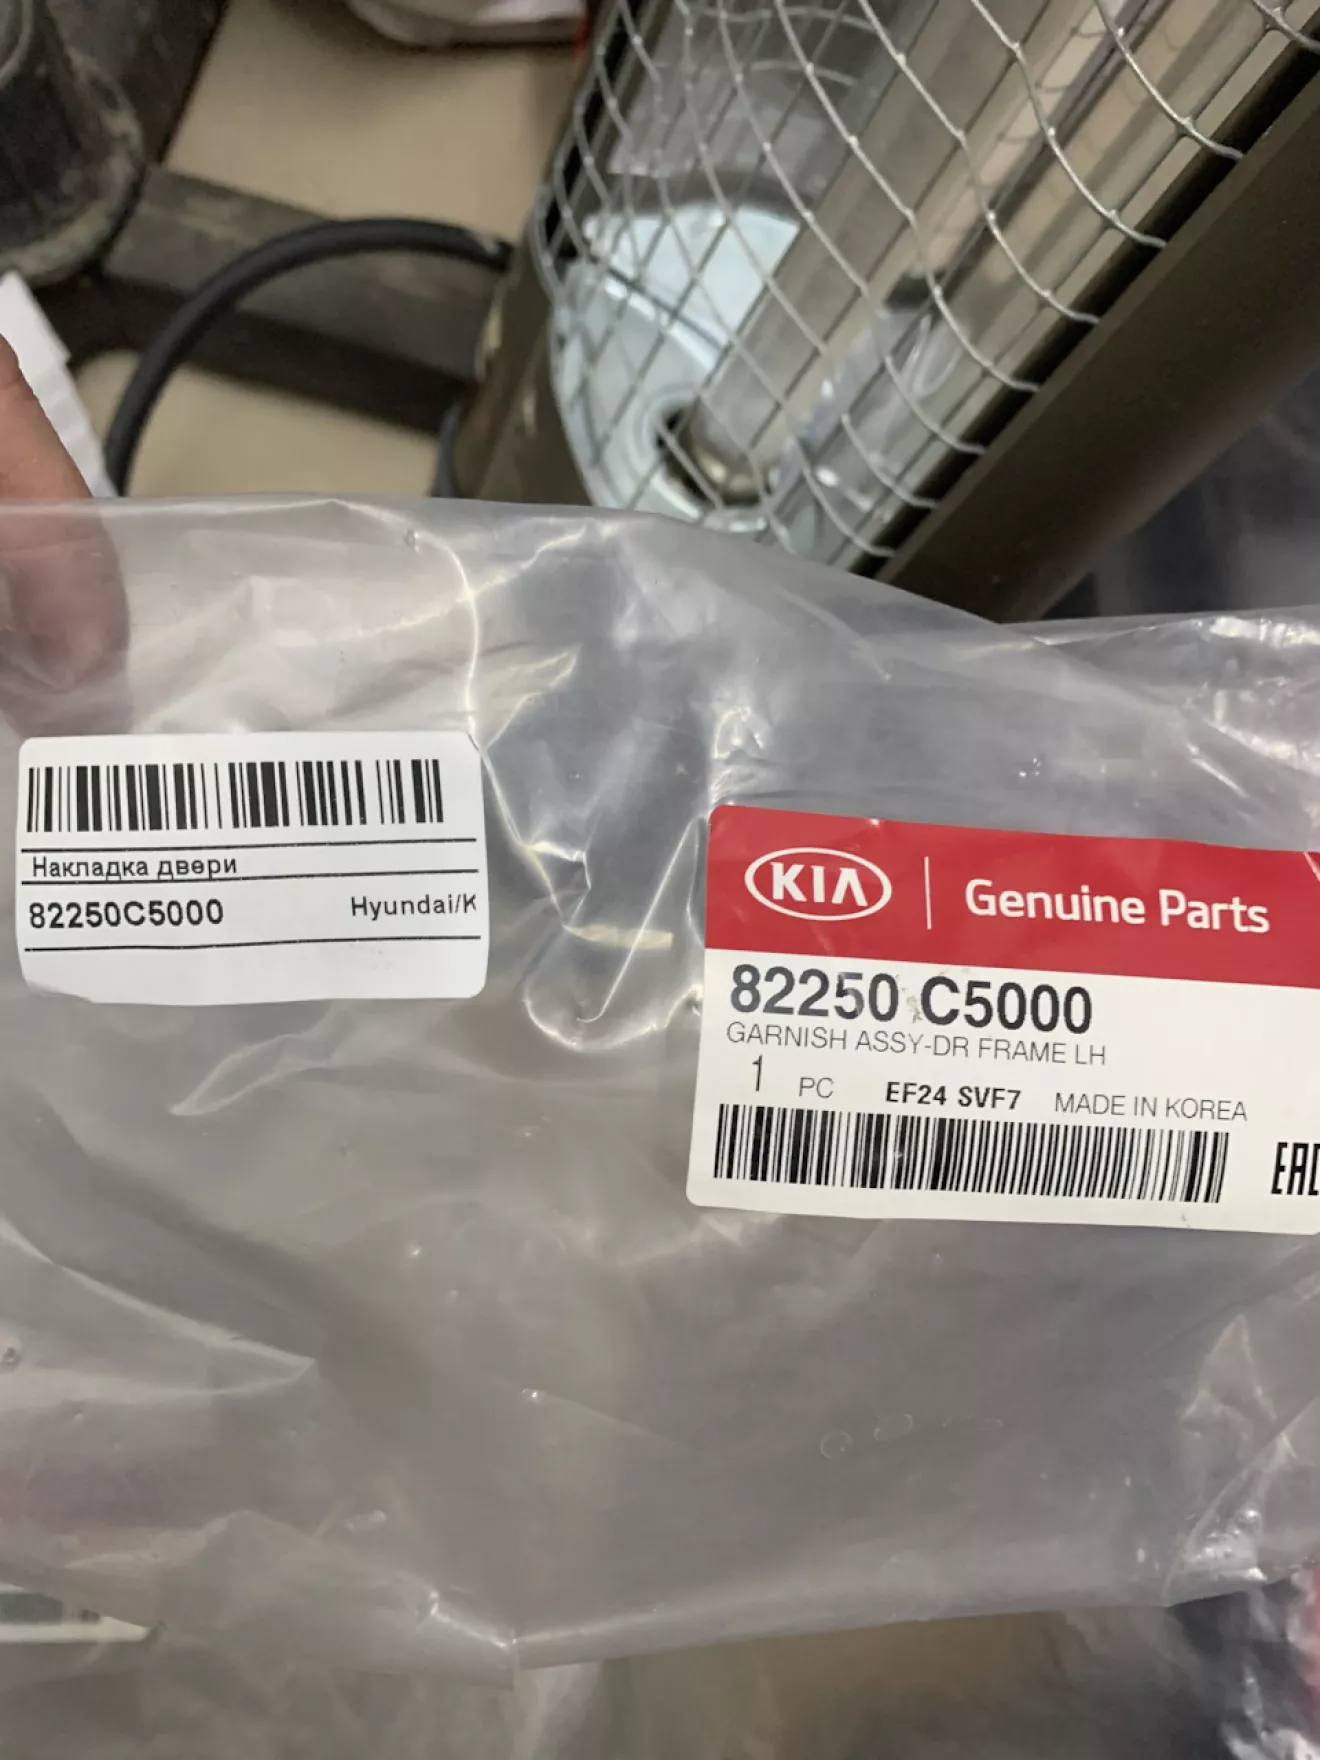 Накладка двери
82250C5000 Hyundai/K
KIA Genuine Parts
82250 C5000
GARNISH ASSY-DR FRAME LH
1 PC EF24 SVF7 MADE IN KOREA
EAC